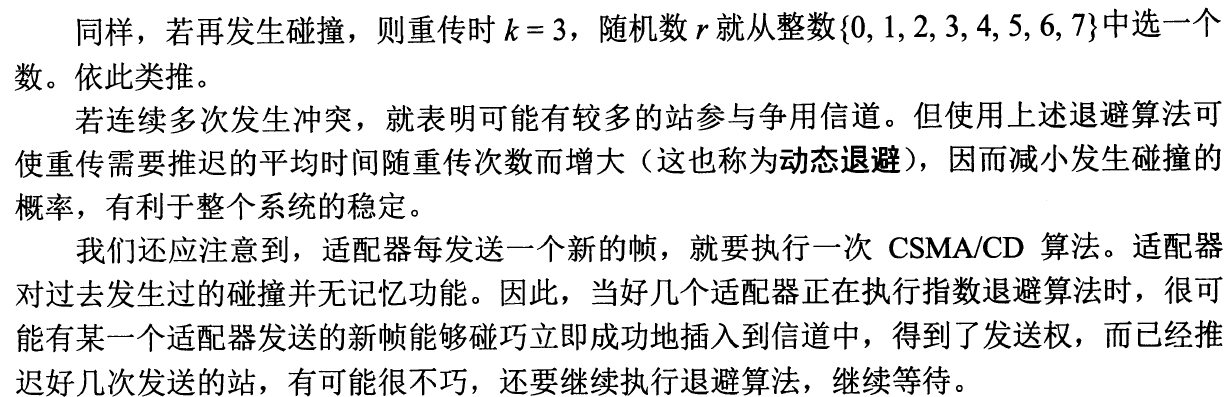 同样，若再发生碰撞，则重传时 k = 3，随机数 r 就从整数{0, 1, 2, 3, 4, 5, 6, 7}中选一个
数。依此类推。
若连续多次发生冲突，就表明可能有较多的站参与争用信道。但使用上述退避算法可
使重传需要推迟的平均时间随重传次数而增大（这也称为动态退避），因而减小发生碰撞的
概率，有利于整个系统的稳定。
我们还应注意到，适配器每发送一个新的帧，就要执行一次 CSMA/CD 算法。适配器
对过去发生过的碰撞并无记忆功能。因此，当好几个适配器正在执行指数退避算法时，很可
能有某一个适配器发送的新帧能够碰巧立即成功地插入到信道中，得到了发送权，而已经推
迟好几次发送的站，有可能很不巧，还要继续执行退避算法，继续等待。